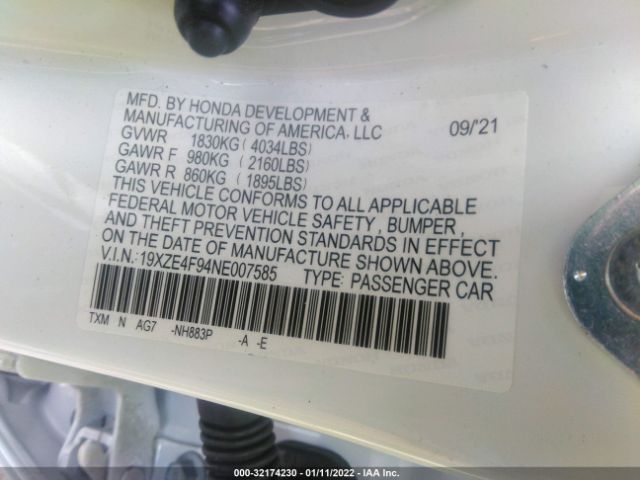 MFD. BY HONDA DEVELOPMENT &
MANUFACTURING OF AMERICA, LLC 09/'21
GVWR 1830KG ( 4034LBS)
GAWR F 980KG ( 2160LBS)
GAWR R 860KG ( 1895LBS)
THIS VEHICLE CONFORMS TO ALL APPLICABLE
FEDERAL MOTOR VEHICLE SAFETY , BUMPER,
AND THEFT PREVENTION STANDARDS IN EFFECT
ON THE DATE OF MANUFACTURE SHOWN ABOVE.
V.I.N.:19XZE4F94NE007585 TYPE: PASSENGER CAR
TXM N AG7 -NH883P -A -E
000-32174230 - 01/11/2022 - IAA Inc.